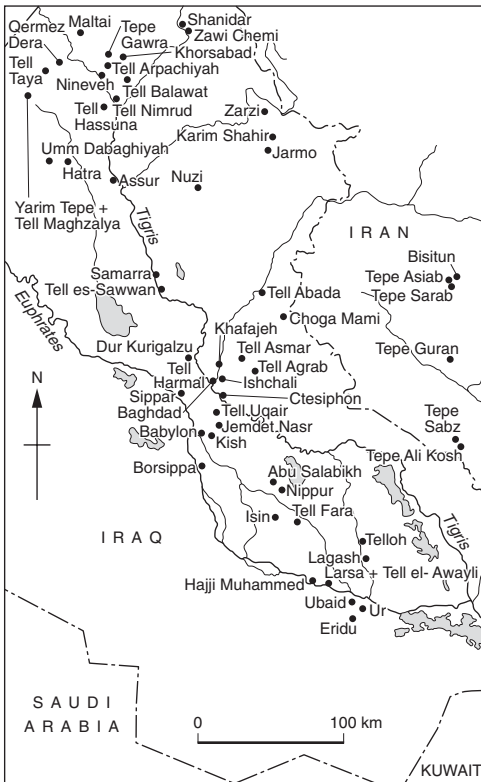 Shanidar
Zawi Chemi
Qermez
Dera
Maltai
Tepe
Gawra
Khorsabad
Tell
Taya
Tell Arpachiyah
Nineveh
Tell Balawat
Tell
Hassuna
Tell Nimrud
Zarzi
Karim Shahir
Jarmo
Umm Dabaghiyah
Hatra
Assur
Nuzi
Yarim Tepe +
Tell Maghzalya
Tigris
IRAN
Bisitun
Tepe Asiab
Tepe Sarab
Samarra
Tell es-Sawwan
Tell Abada
Euphrates
Khafajeh
Choga Mami
Dur Kurigalzu
Tell Asmar
Tepe Guran
Tell
Harmal
Tell Agrab
Ishchali
N
Sippar
Baghdad
Ctesiphon
Tell Uqair
Jemdet Nasr
Babylon
Kish
Tepe
Sabz
Tepe Ali Kosh
Borsippa
Abu Salabikh
Nippur
Isin
Tell Fara
Tigris
IRAQ
Telloh
Lagash
Hajji Muhammed
Larsa + Tell el- Awayli
Ubaid
Ur
Eridu
SAUDI
ARABIA
0 100 km
KUWAIT